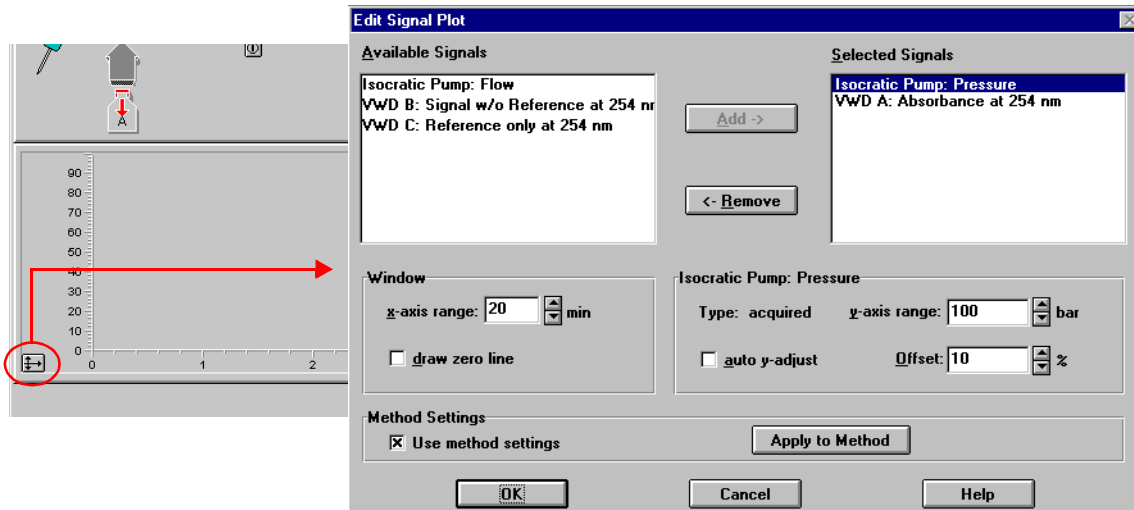 A
90
80
70
60
50
40
30
20
10
0
0 1 2
Edit Signal Plot
Available Signals
Isocratic Pump: Flow
VWD B: Signal w/o Reference at 254 nr
VWD C: Reference only at 254 nm
Add ->
<- Remove
Selected Signals
Isocratic Pump: Pressure
VWD A: Absorbance at 254 nm
Window
x-axis range: 20 min
draw zero line
Isocratic Pump: Pressure
Type: acquired y-axis range: 100 bar
auto y-adjust Offset: 10 %
Method Settings
Use method settings Apply to Method
OK Cancel Help